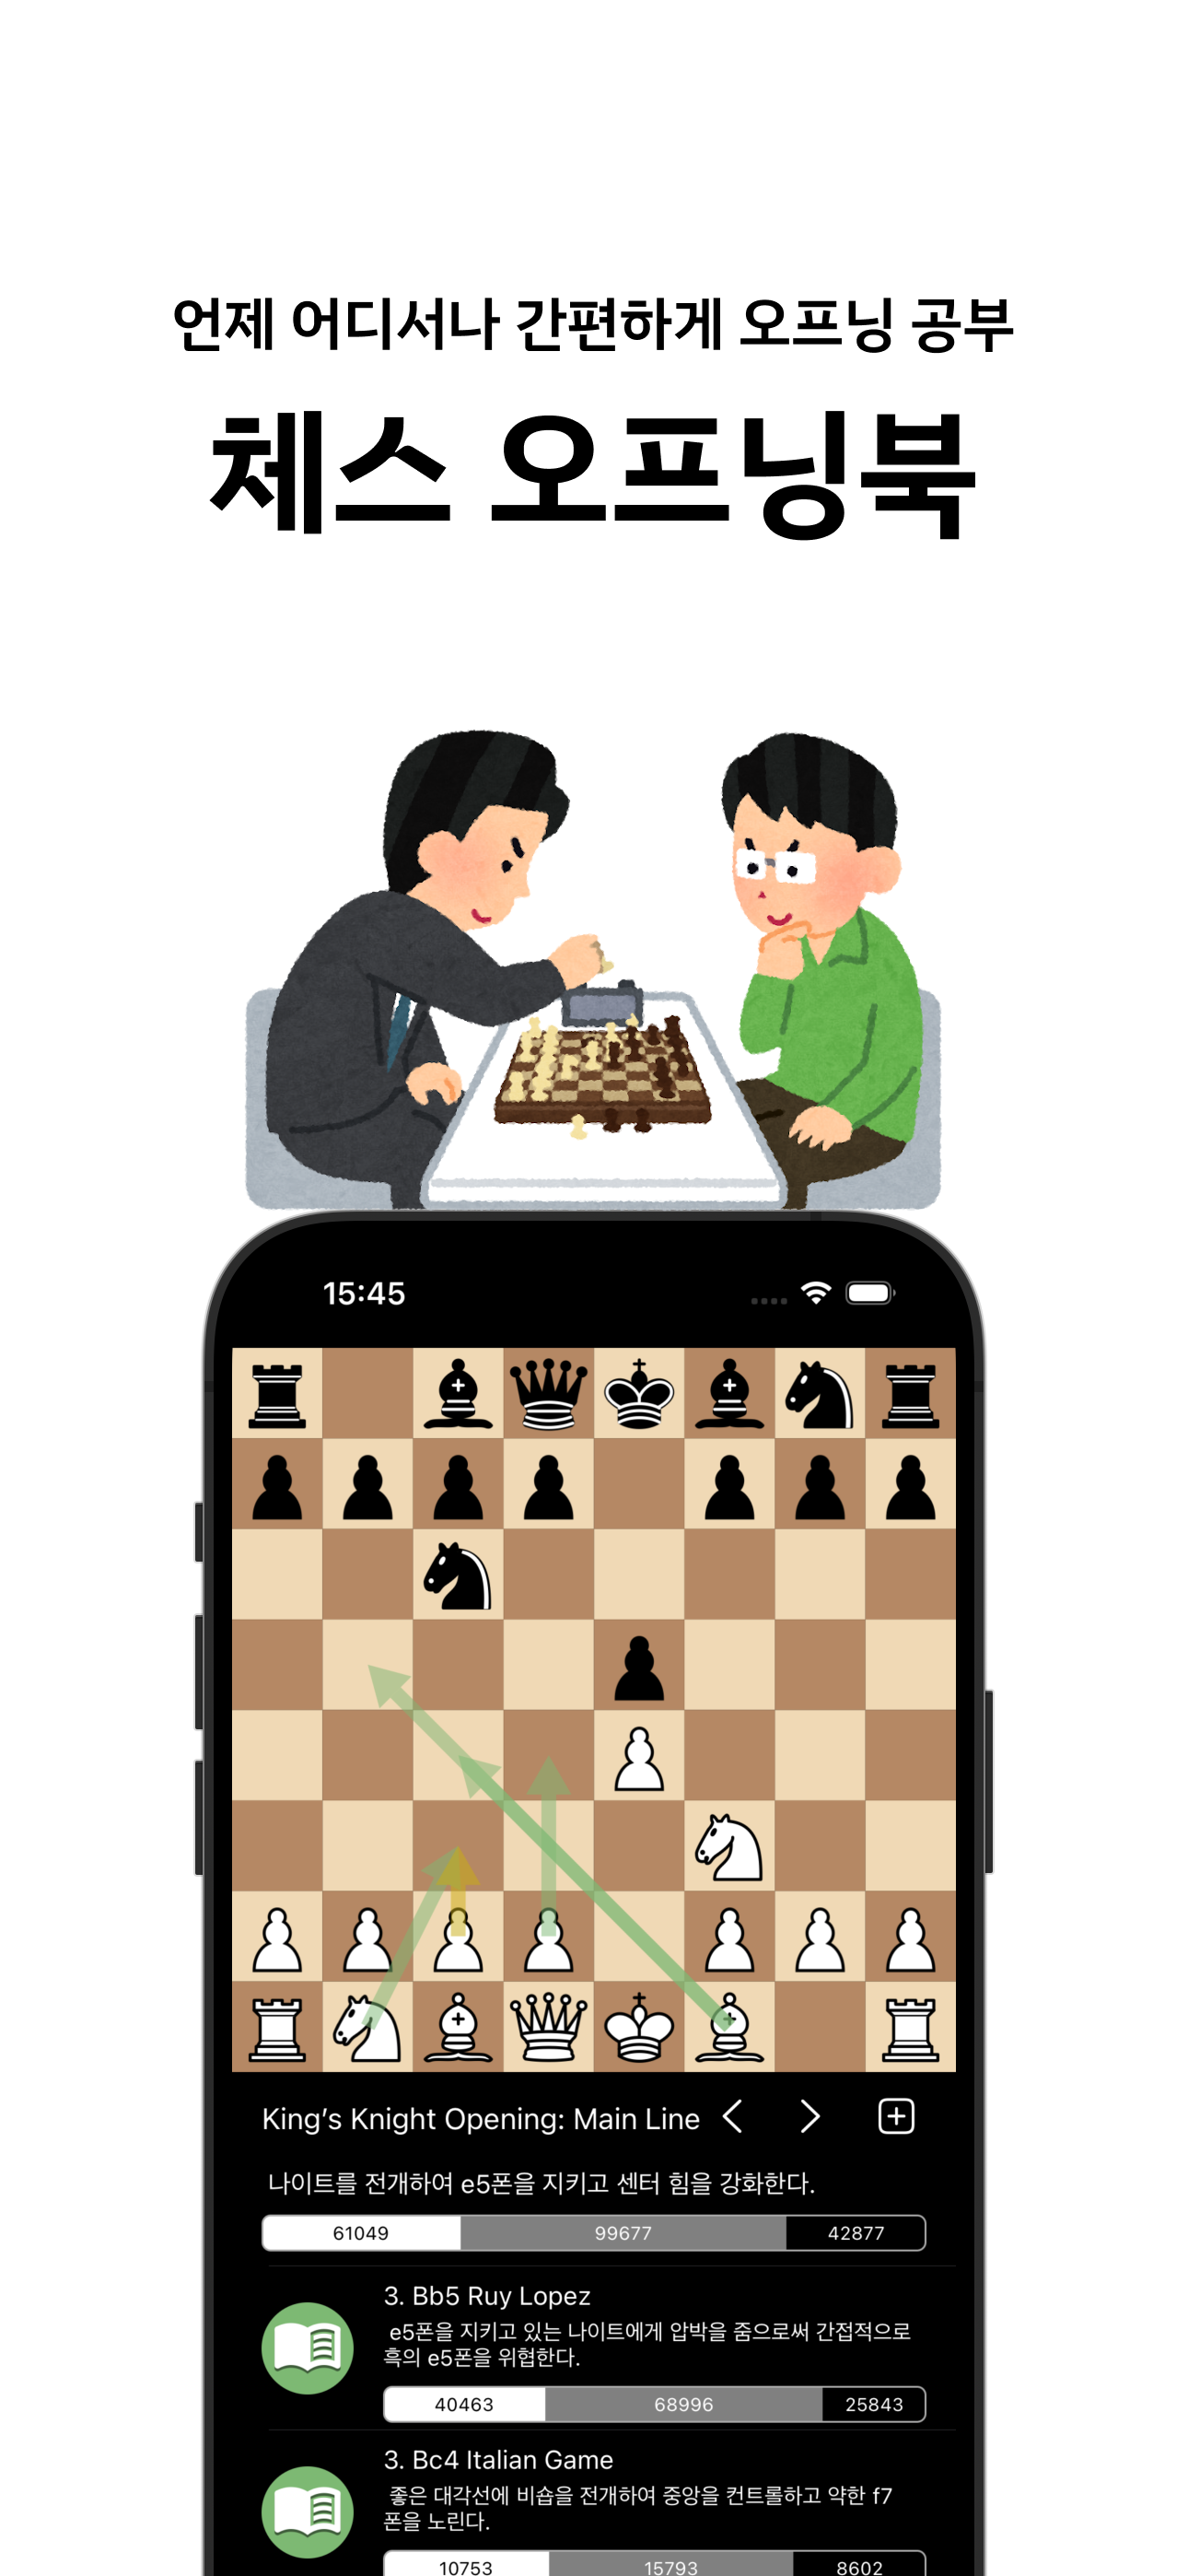 언제 어디서나 간편하게 오프닝 공부
체스 오프닝북
15:45
King's Knight Opening: Main Line
나이트를 전개하여 e5폰을 지키고 센터 힘을 강화한다.
61049 99677 42877
3. Bb5 Ruy Lopez
e5폰을 지키고 있는 나이트에게 압박을 줌으로써 간접적으로
흑의 e5폰을 위협한다.
40463 68996 25843
3. Bc4 Italian Game
좋은 대각선에 비숍을 전개하여 중앙을 컨트롤하고 약한 f7
폰을 노린다.
10753 15793 8602